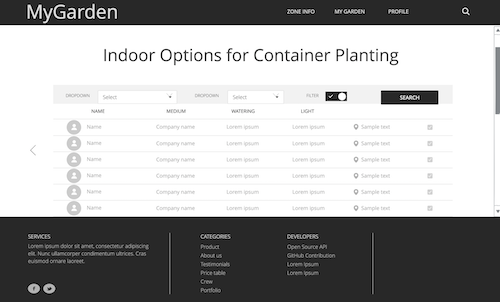 MyGarden
ZONE INFO MY GARDEN PROFILE
Indoor Options for Container Planting
DROPDOWN Select DROPDOWN Select FILTER SEARCH
NAME MEDIUM WATERING LIGHT
Name Company name Lorem ipsum Lorem ipsum Sample text
Name Company name Lorem ipsum Lorem ipsum Sample text
Name Company name Lorem ipsum Lorem ipsum Sample text
Name Company name Lorem ipsum Lorem ipsum Sample text
Name Company name Lorem ipsum Lorem ipsum Sample text
Name Company name Lorem ipsum Lorem ipsum Sample text
SERVICES
Lorem ipsum dolor sit amet, consectetur adipiscing elit. Nunc ullamcorper condimentum ultrices. Cras euismod ornare laoreet.
CATEGORIES
Product
About us
Testimonials
Price table
Crew
Portfolio
DEVELOPERS
Open Source API
GitHub Contribution
Lorem ipsum
Lorem ipsum